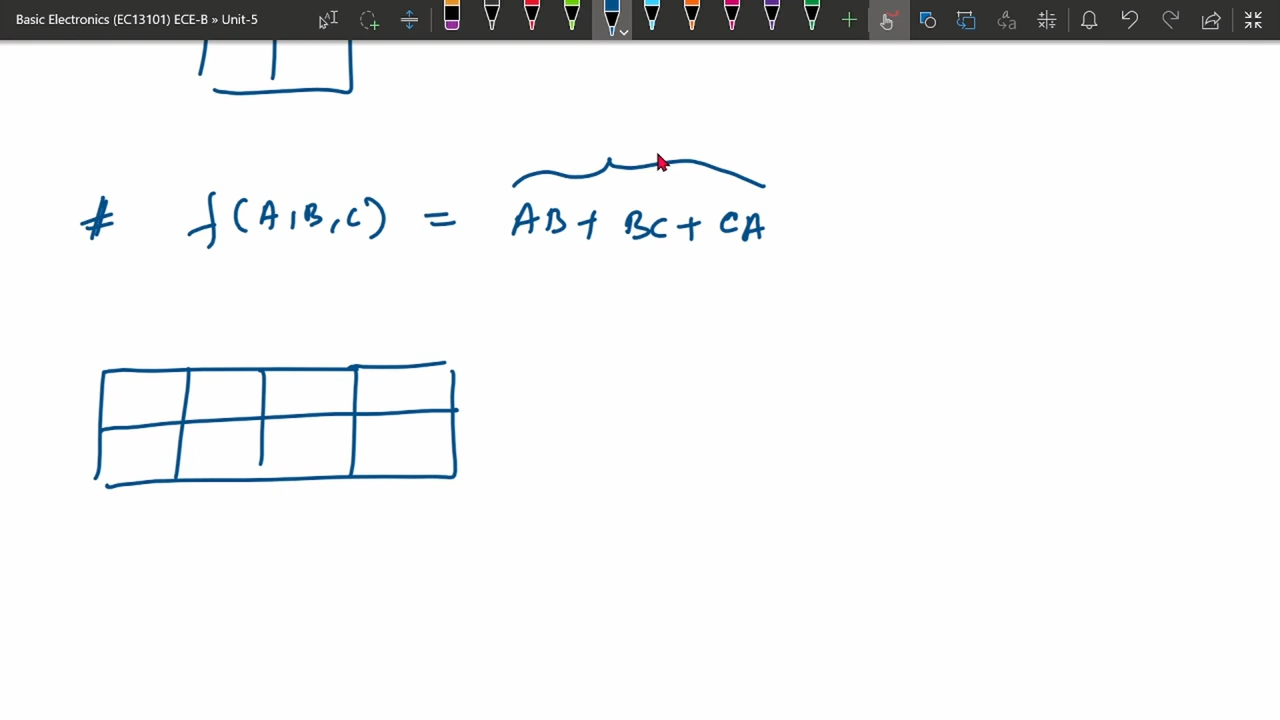 Basic Electronics (EC13101) ECE-B » Unit-5
# f(A,B,C) = AB + BC + CA